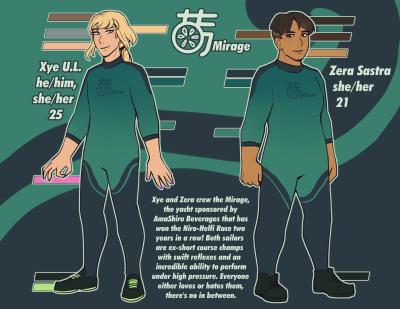 Mirage
Xye U.L.
he/him,
she/her
25
Zera Sastra
she/her
21
Mirage
Xye and Zera crew the Mirage,
the yacht sponsored by
AmaShiru Beverages that has
won the Niro-Helfi Race two
years in a row! Both sailors
are ex-short course champs
with swift reflexes and an
incredible ability to perform
under high pressure. Everyone
either loves or hates them,
there's no in between.